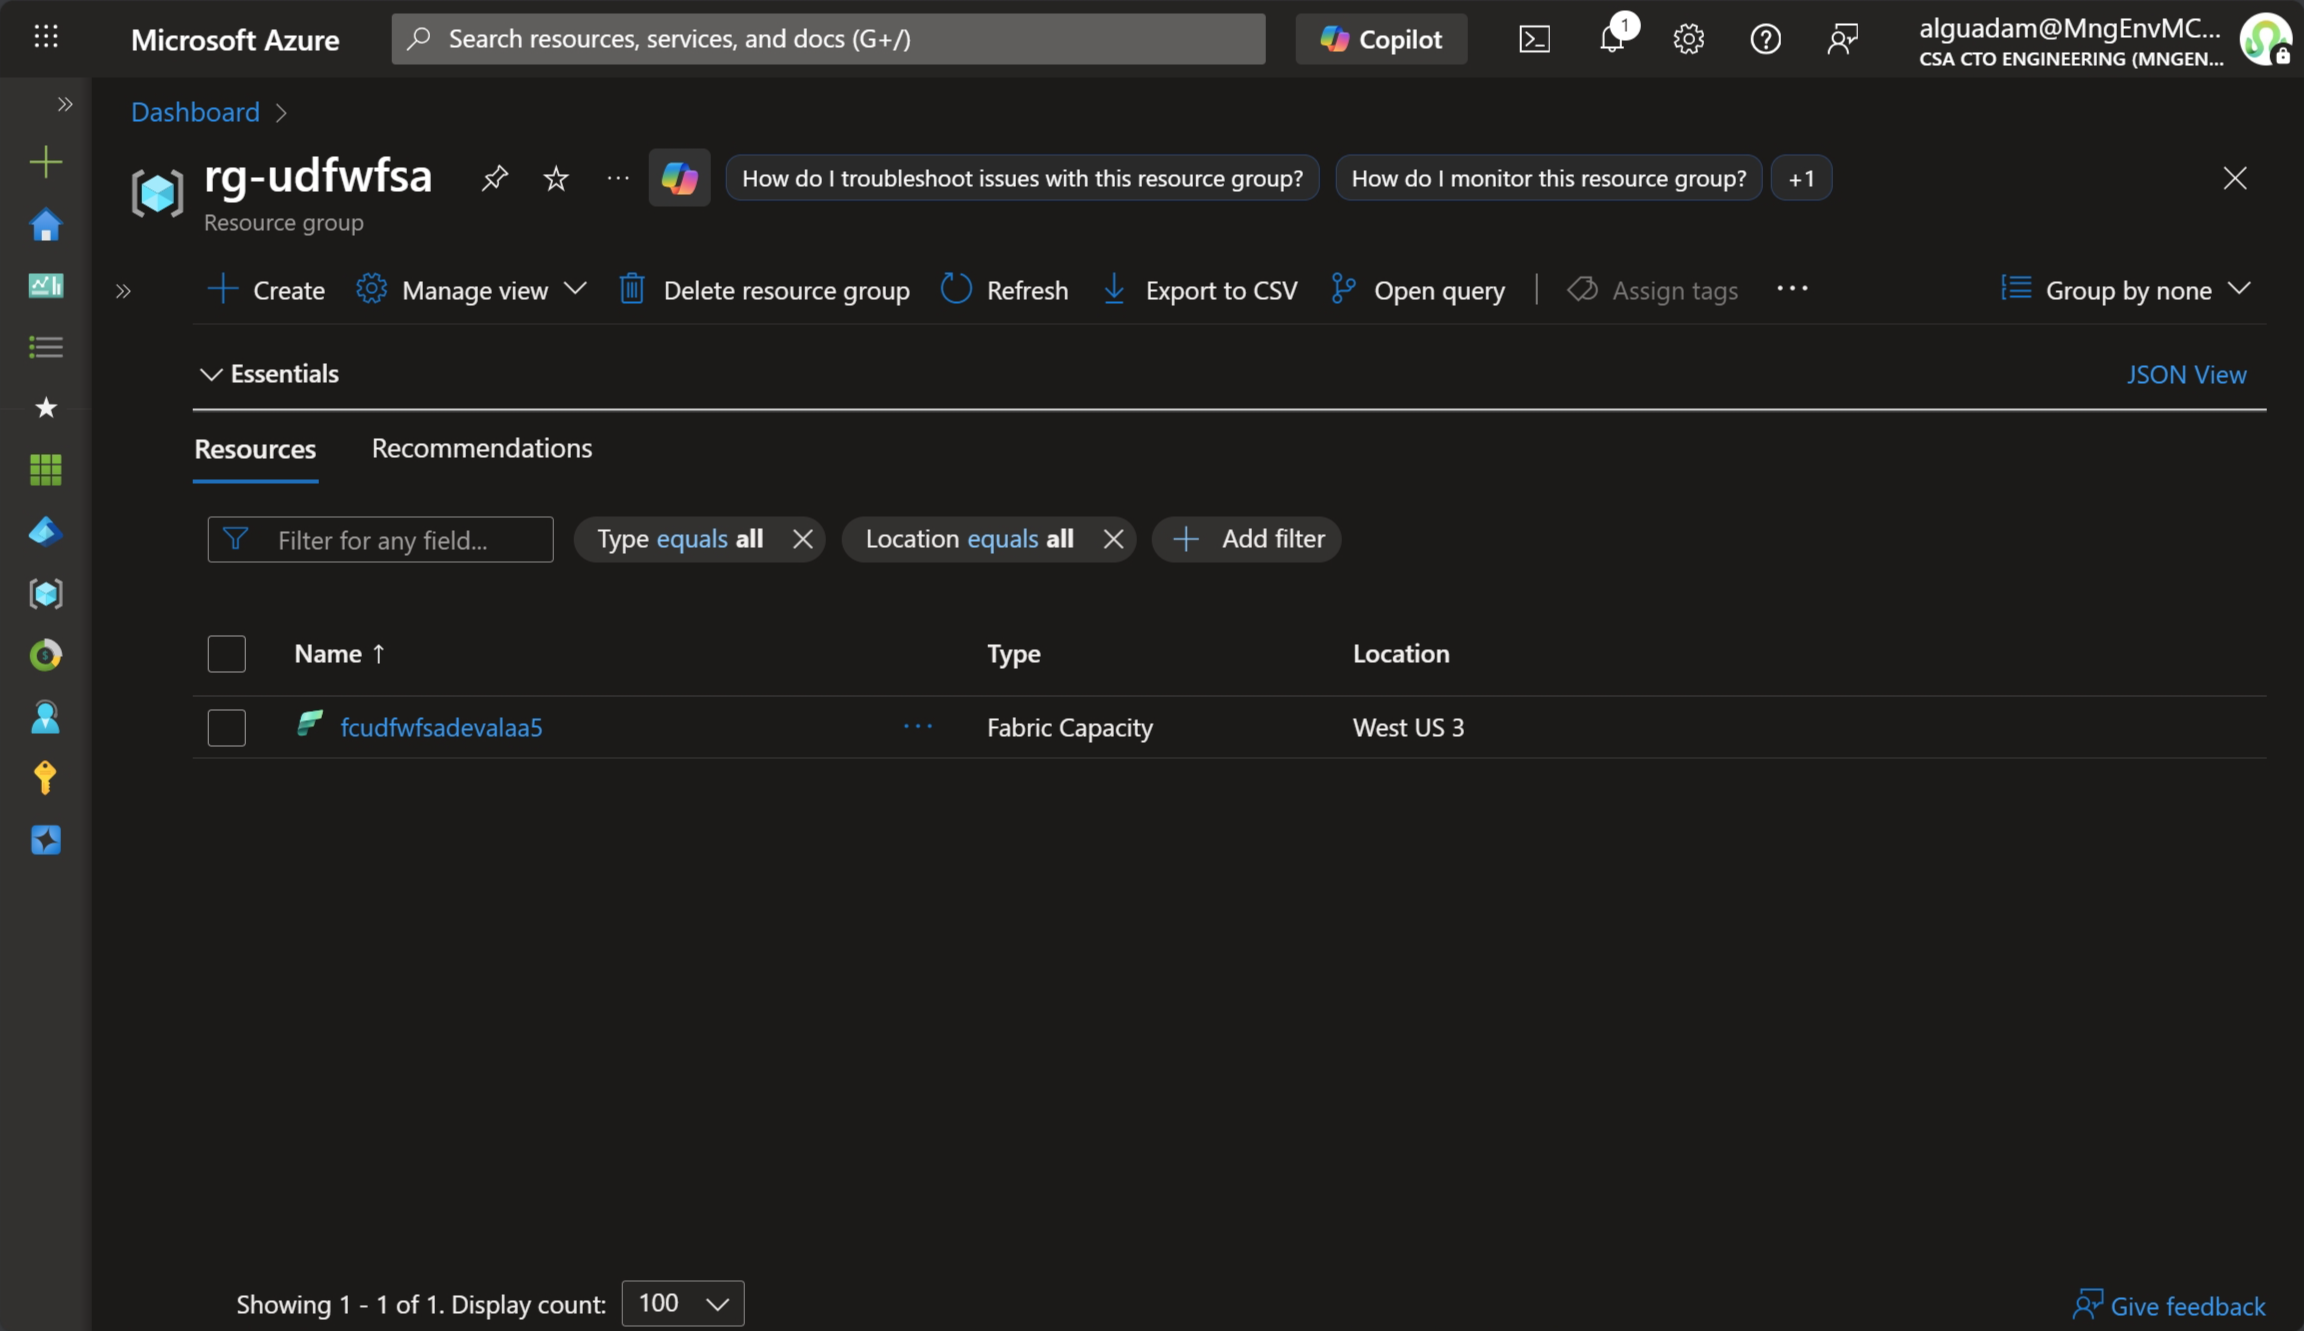 Microsoft Azure
Search resources, services, and docs (G+/)
Copilot
1
alguadam@MngEnvMC...
CSA CTO ENGINEERING (MNGEN...
Dashboard
rg-udfwfsa
Resource group
How do I troubleshoot issues with this resource group?
How do I monitor this resource group?
+1
Create
Manage view
Delete resource group
Refresh
Export to CSV
Open query
Assign tags
Group by none
Essentials
JSON View
Resources
Recommendations
Filter for any field...
Type equals all
Location equals all
Add filter
Name ↑
Type
Location
fcudfwfsadevalaa5
Fabric Capacity
West US 3
Showing 1 - 1 of 1. Display count:
100
Give feedback